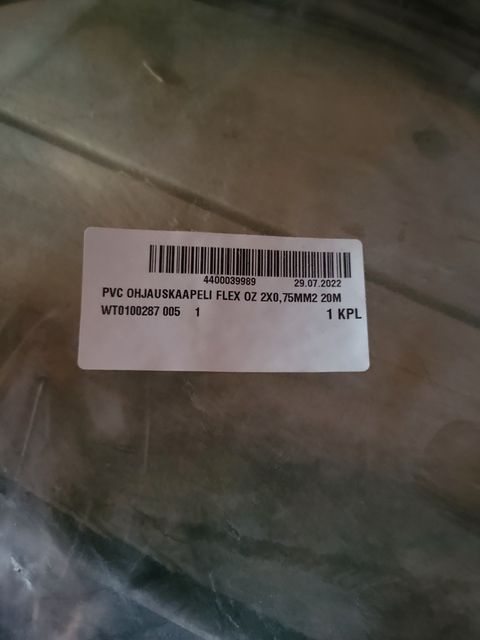 4400039989 29.07.2022
PVC OHJAUSKAAPELI FLEX OZ 2X0,75MM2 20M
WT0100287 005 1 1 KPL